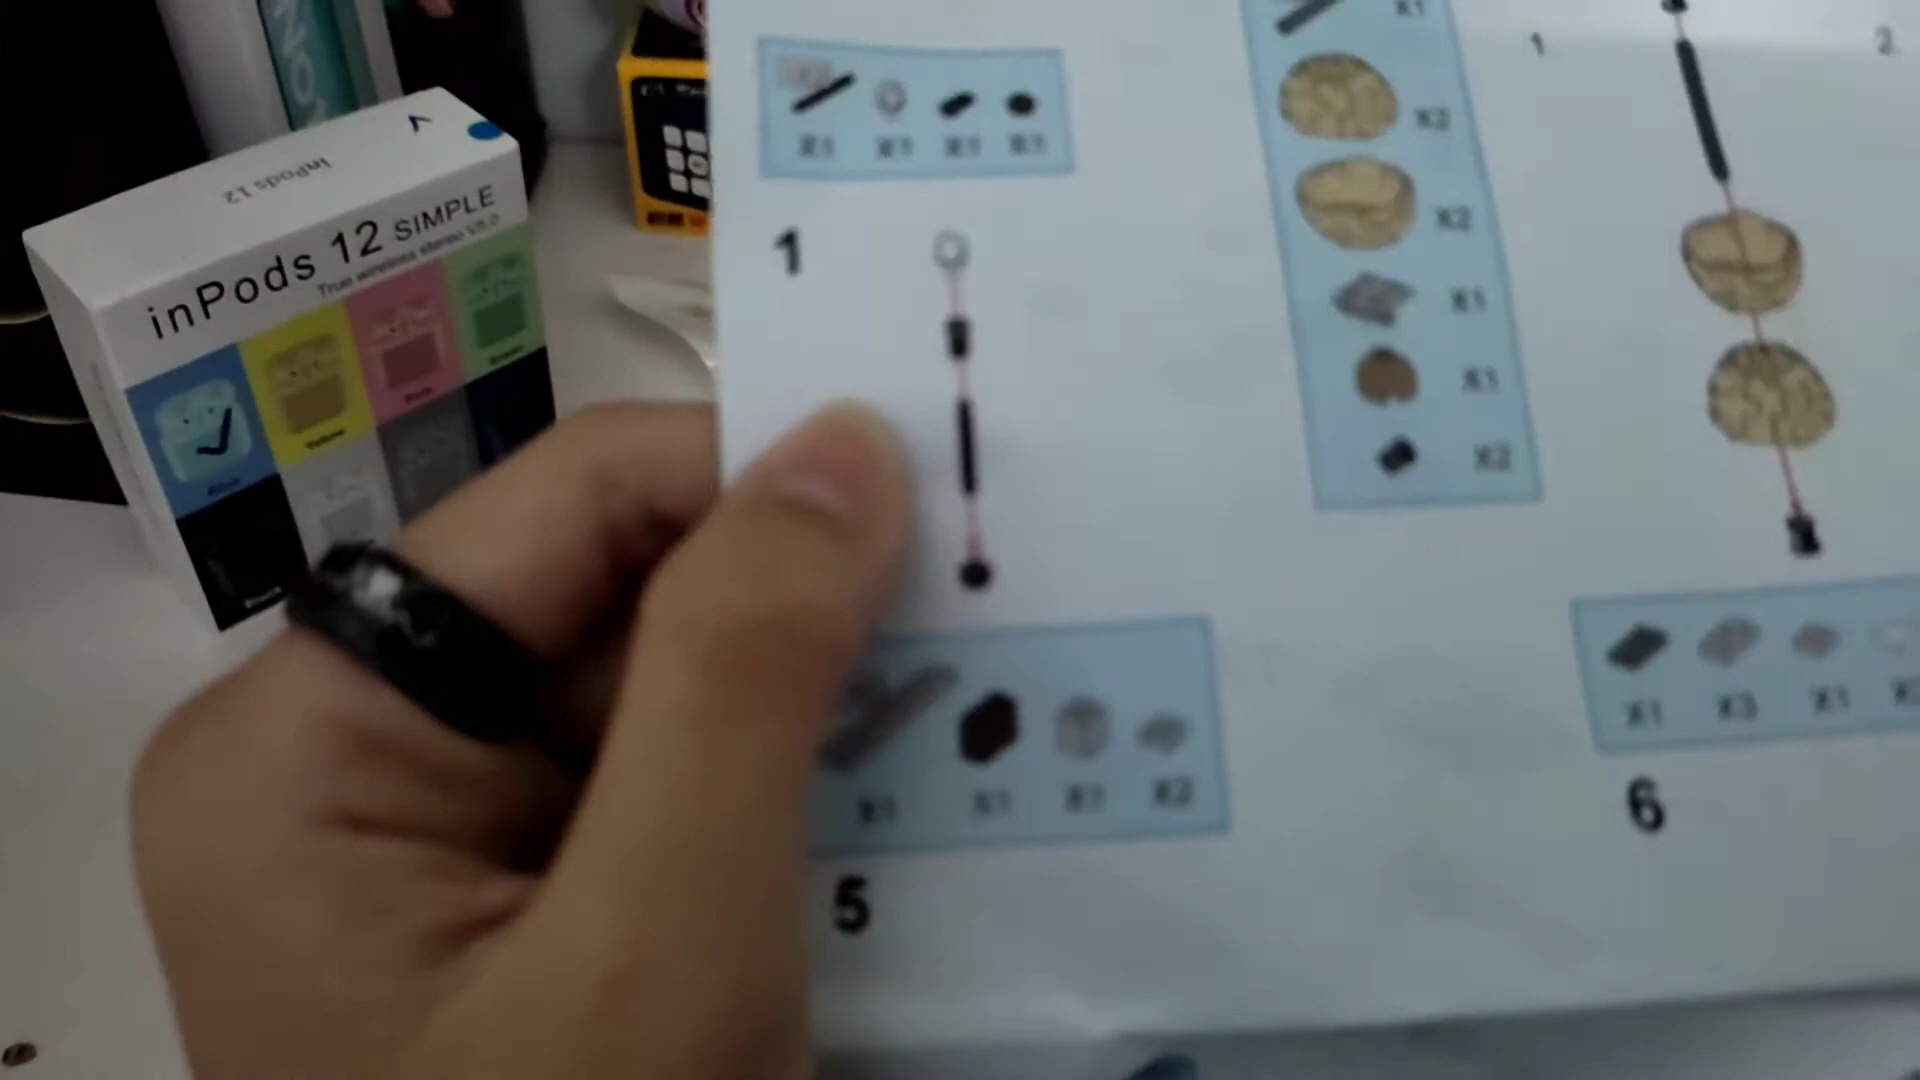 inPods 12
inPods 12 SIMPLE
True wireless stereo V5.0
Yellow
X1 X1 X1 X1
1
X1
X2
X2
X1
X1
X2
1
2
X1 X1 X1 X2
5
X1 X3 X1
6